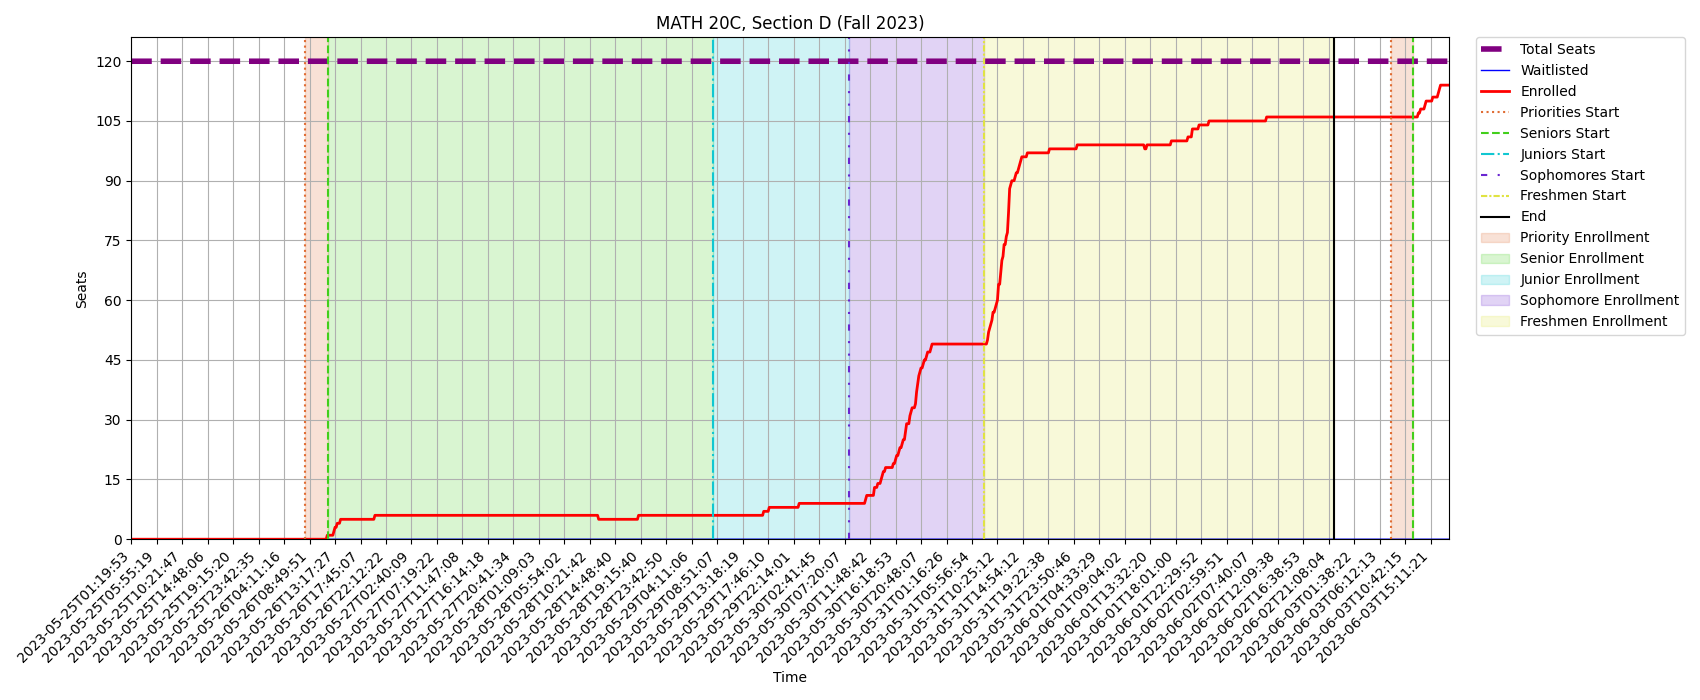 MATH 20C, Section D (Fall 2023)
Seats
120
105
90
75
60
45
30
15
0
2023-05-25T01:19:53
2023-05-25T05:55:19
2023-05-25T10:21:47
2023-05-25T14:48:06
2023-05-25T19:15:20
2023-05-25T23:42:35
2023-05-26T04:11:16
2023-05-26T08:49:51
2023-05-26T13:17:27
2023-05-26T17:45:07
2023-05-26T22:12:22
2023-05-27T02:40:09
2023-05-27T07:19:22
2023-05-27T11:47:08
2023-05-27T16:14:18
2023-05-27T20:41:34
2023-05-28T01:09:03
2023-05-28T05:54:02
2023-05-28T10:21:42
2023-05-28T14:48:40
2023-05-28T19:15:40
2023-05-28T23:42:50
2023-05-29T04:11:06
2023-05-29T08:51:07
2023-05-29T13:18:19
2023-05-29T17:46:10
2023-05-29T22:14:01
2023-05-30T02:41:45
2023-05-30T07:20:07
2023-05-30T11:48:42
2023-05-30T16:18:53
2023-05-30T20:48:07
2023-05-31T01:16:26
2023-05-31T05:56:54
2023-05-31T10:25:12
2023-05-31T14:54:12
2023-05-31T19:22:38
2023-05-31T23:50:46
2023-06-01T04:33:29
2023-06-01T09:04:02
2023-06-01T13:32:20
2023-06-01T18:01:00
2023-06-01T22:29:52
2023-06-02T02:59:51
2023-06-02T07:40:07
2023-06-02T12:09:38
2023-06-02T16:38:53
2023-06-02T21:08:04
2023-06-03T01:38:22
2023-06-03T06:12:13
2023-06-03T10:42:15
2023-06-03T15:11:21
Time
Total Seats
Waitlisted
Enrolled
Priorities Start
Seniors Start
Juniors Start
Sophomores Start
Freshmen Start
End
Priority Enrollment
Senior Enrollment
Junior Enrollment
Sophomore Enrollment
Freshmen Enrollment